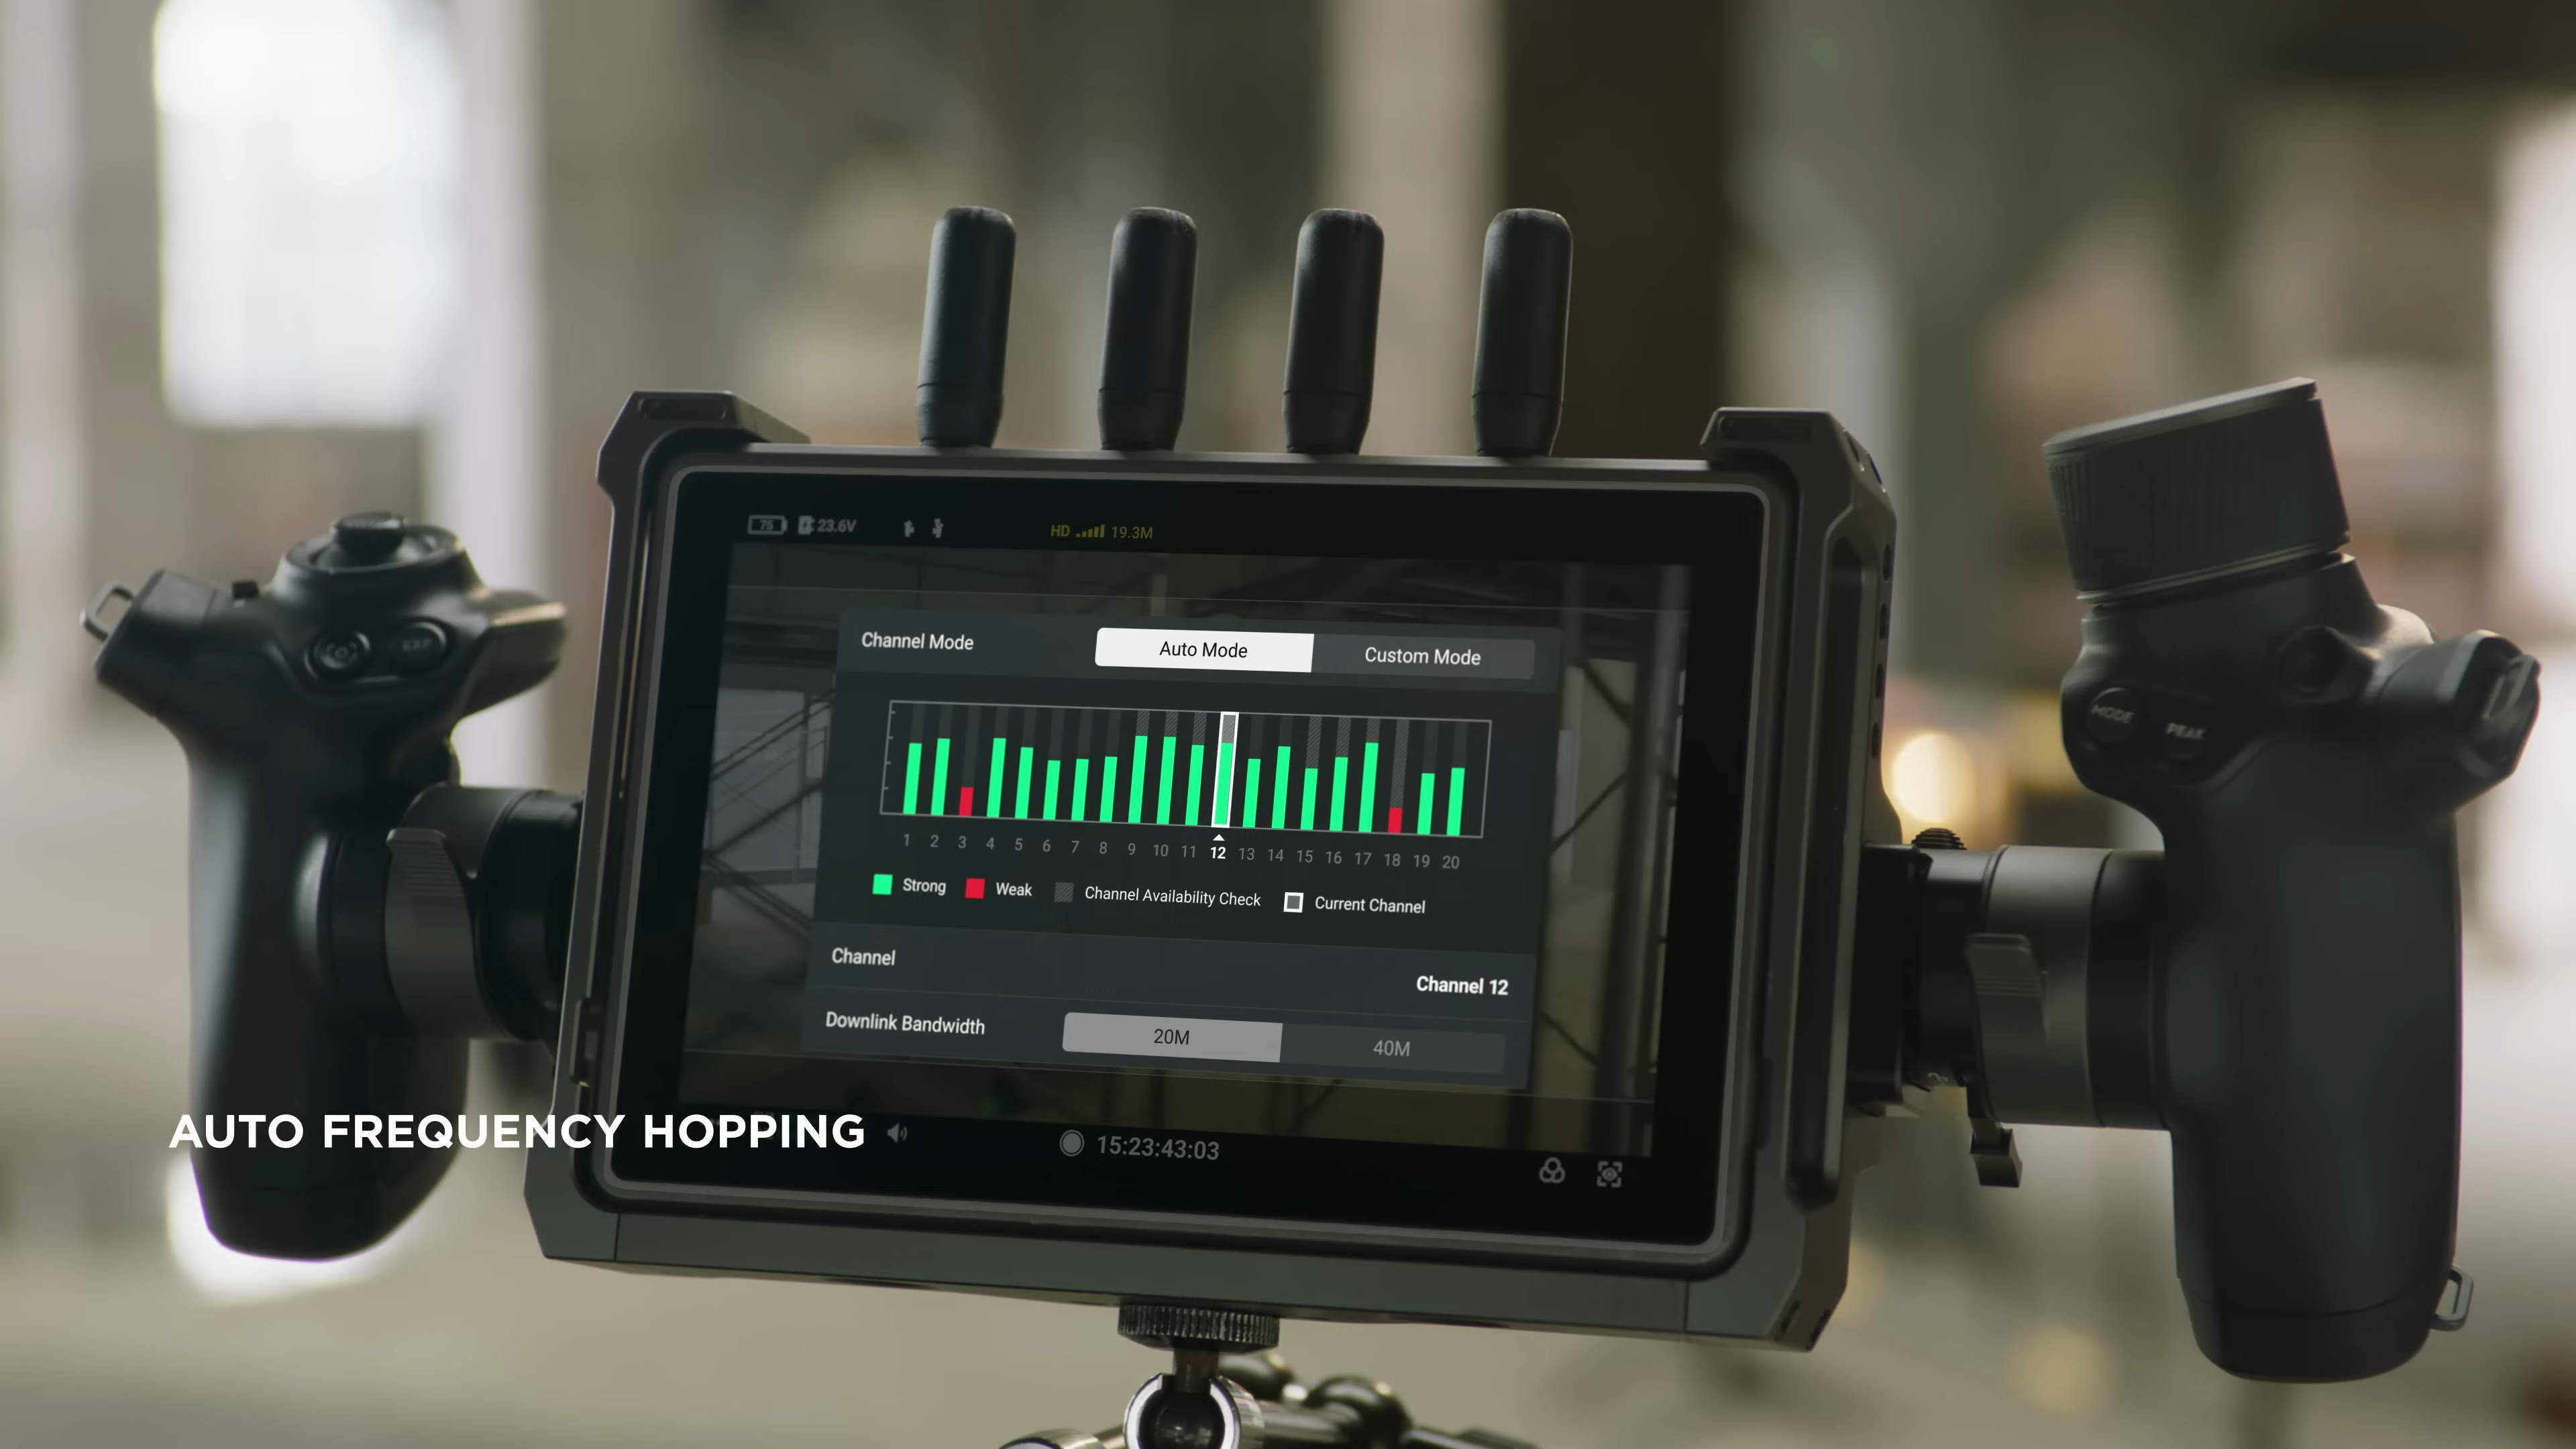 75 23.6V HD 19.3M
Channel Mode Auto Mode Custom Mode
1 2 3 4 5 6 7 8 9 10 11 12 13 14 15 16 17 18 19 20
Strong Weak Channel Availability Check Current Channel
Channel Channel 12
Downlink Bandwidth 20M 40M
15:23:43:03
EXP
MODE PEAK
AUTO FREQUENCY HOPPING